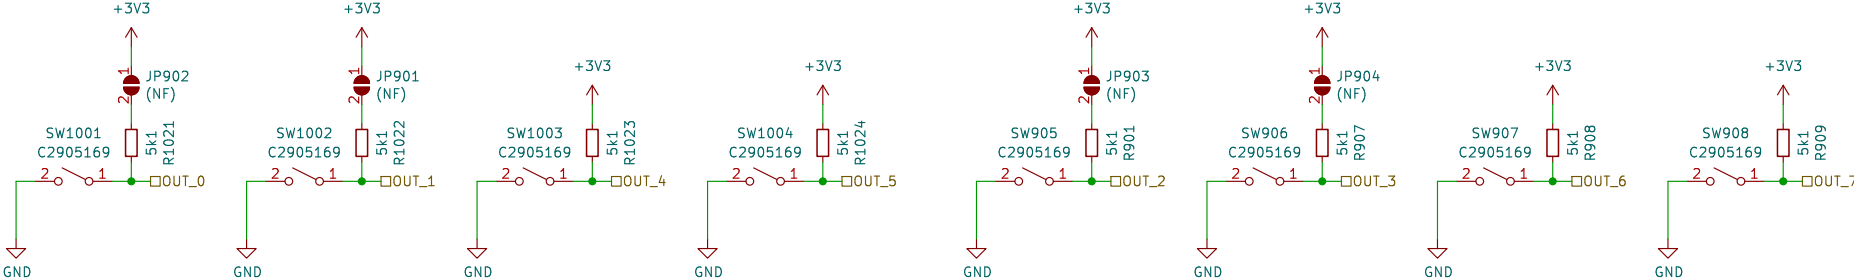 +3V3
1
JP902
(NF)
2
5k1
R1021
SW1001
C2905169
2
1
OUT_0
GND
+3V3
1
JP901
(NF)
2
5k1
R1022
SW1002
C2905169
2
1
OUT_1
GND
+3V3
5k1
R1023
SW1003
C2905169
2
1
OUT_4
GND
+3V3
5k1
R1024
SW1004
C2905169
2
1
OUT_5
GND
+3V3
1
JP903
(NF)
2
5k1
R901
SW905
C2905169
2
1
OUT_2
GND
+3V3
1
JP904
(NF)
2
5k1
R907
SW906
C2905169
2
1
OUT_3
GND
+3V3
5k1
R908
SW907
C2905169
2
1
OUT_6
GND
+3V3
5k1
R909
SW908
C2905169
2
1
OUT_7
GND